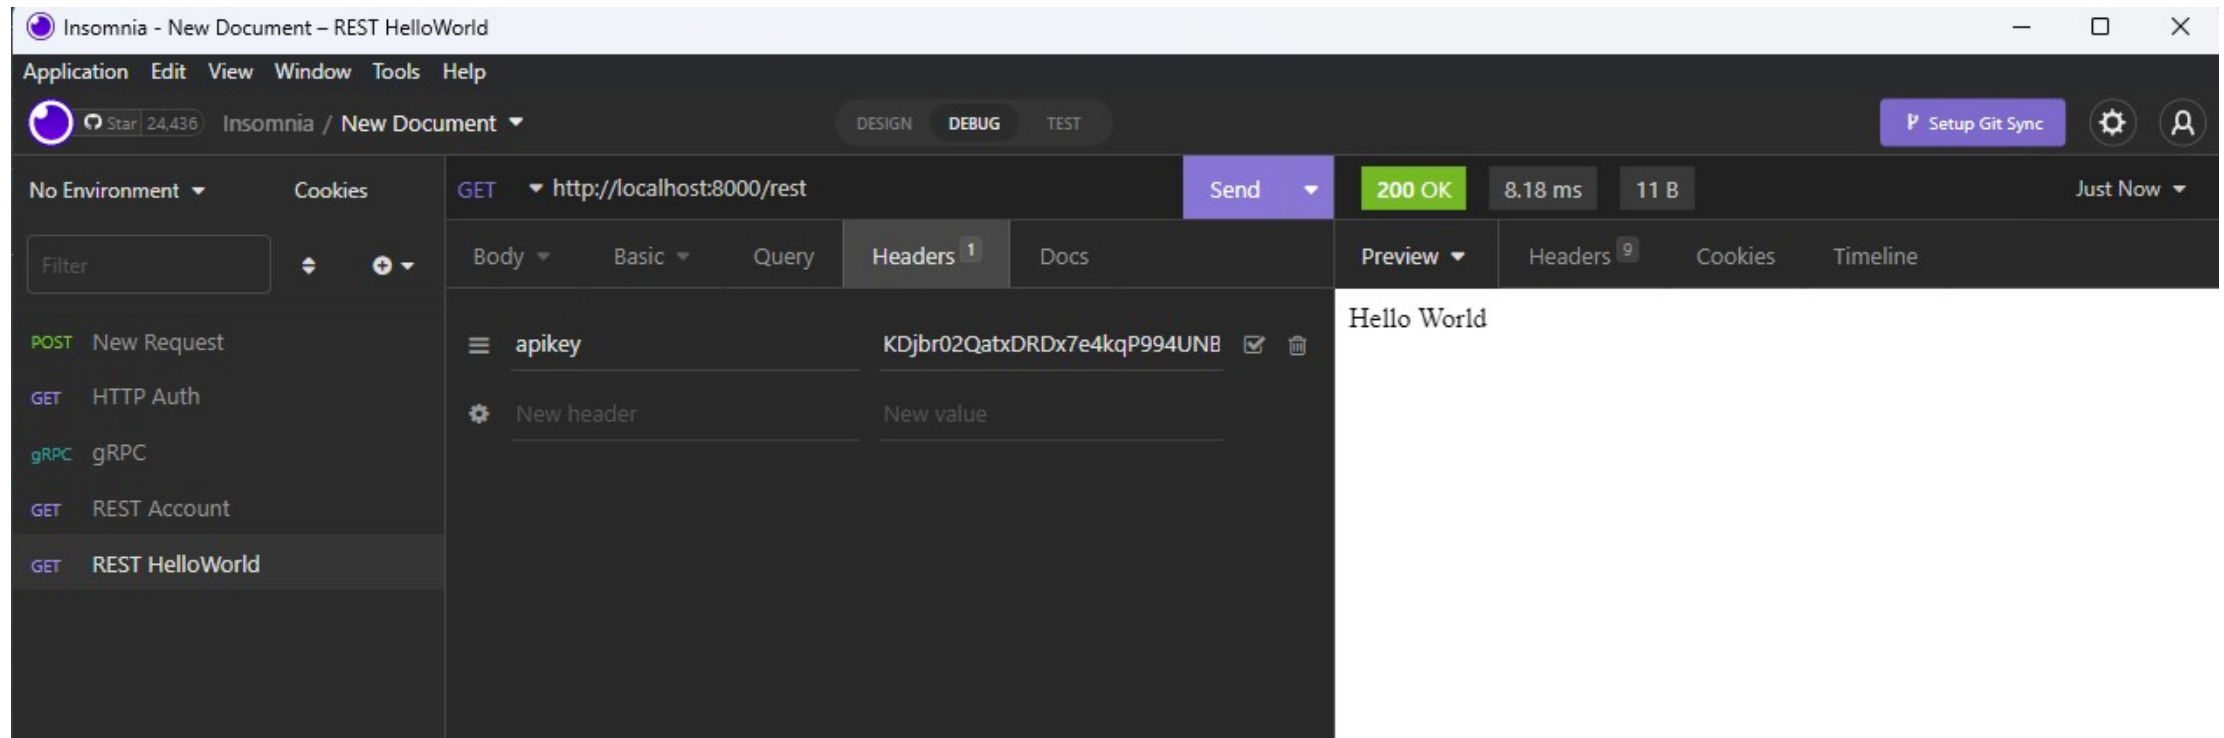 Insomnia - New Document – REST HelloWorld
Application Edit View Window Tools Help
Star 24,436 Insomnia / New Document DESIGN DEBUG TEST Setup Git Sync
No Environment Cookies GET http://localhost:8000/rest Send 200 OK 8.18 ms 11 B Just Now
Filter Body Basic Query Headers 1 Docs Preview Headers 9 Cookies Timeline
POST New Request apikey KDjbr02QatxDRDx7e4kqP994UNB Hello World
GET HTTP Auth New header New value
gRPC gRPC
GET REST Account
GET REST HelloWorld